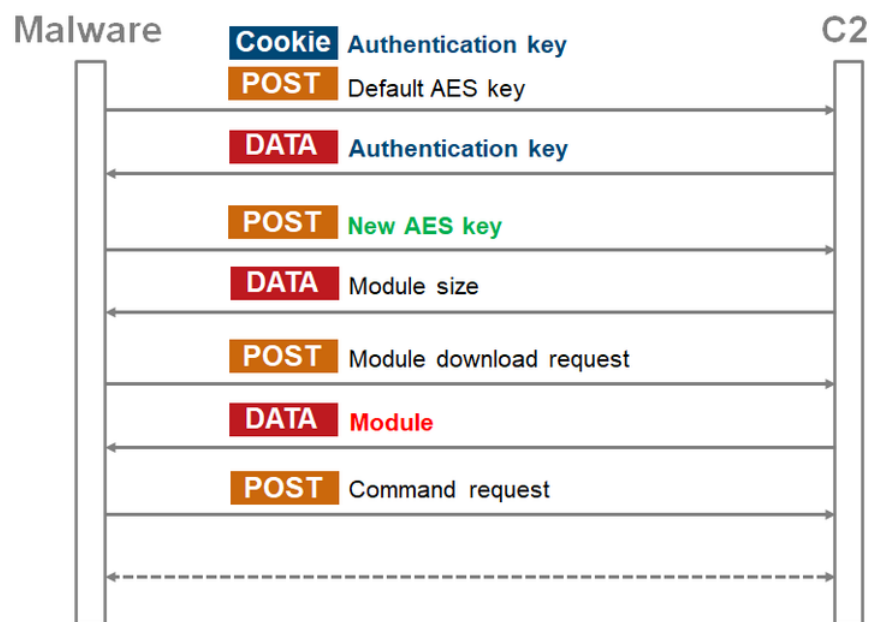 Malware
C2
Cookie Authentication key
POST Default AES key
DATA Authentication key
POST New AES key
DATA Module size
POST Module download request
DATA Module
POST Command request